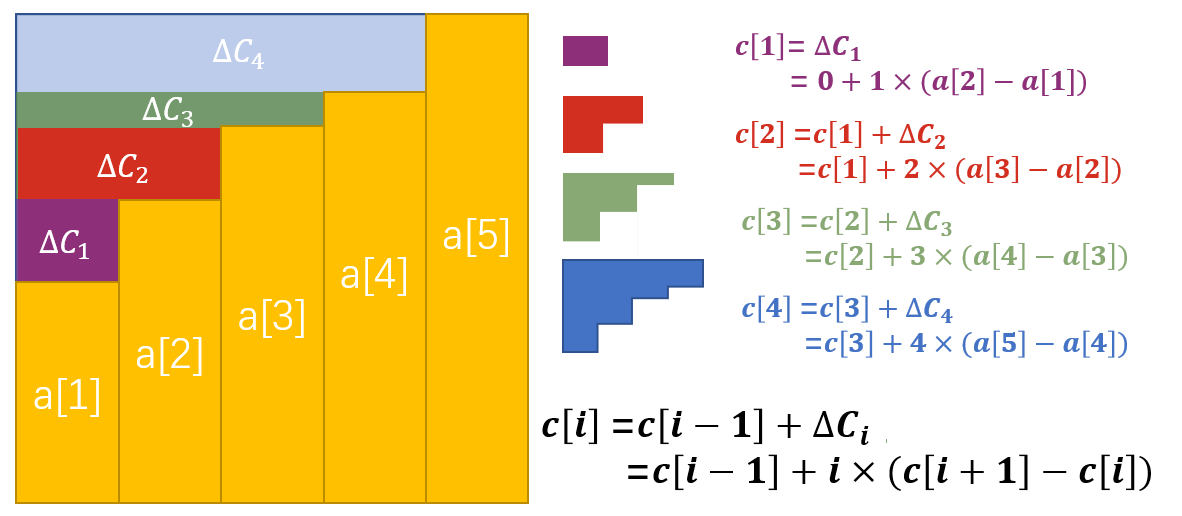 ΔC₄
ΔC₃
ΔC₂
ΔC₁
a[1]
a[2]
a[3]
a[4]
a[5]
c[1]= ΔC₁
= 0 + 1 × (a[2] − a[1])
c[2] =c[1] + ΔC₂
=c[1] + 2 × (a[3] − a[2])
c[3] =c[2] + ΔC₃
=c[2] + 3 × (a[4] − a[3])
c[4] =c[3] + ΔC₄
=c[3] + 4 × (a[5] − a[4])
c[i] =c[i − 1] + ΔCᵢ
=c[i − 1] + i × (c[i + 1] − c[i])